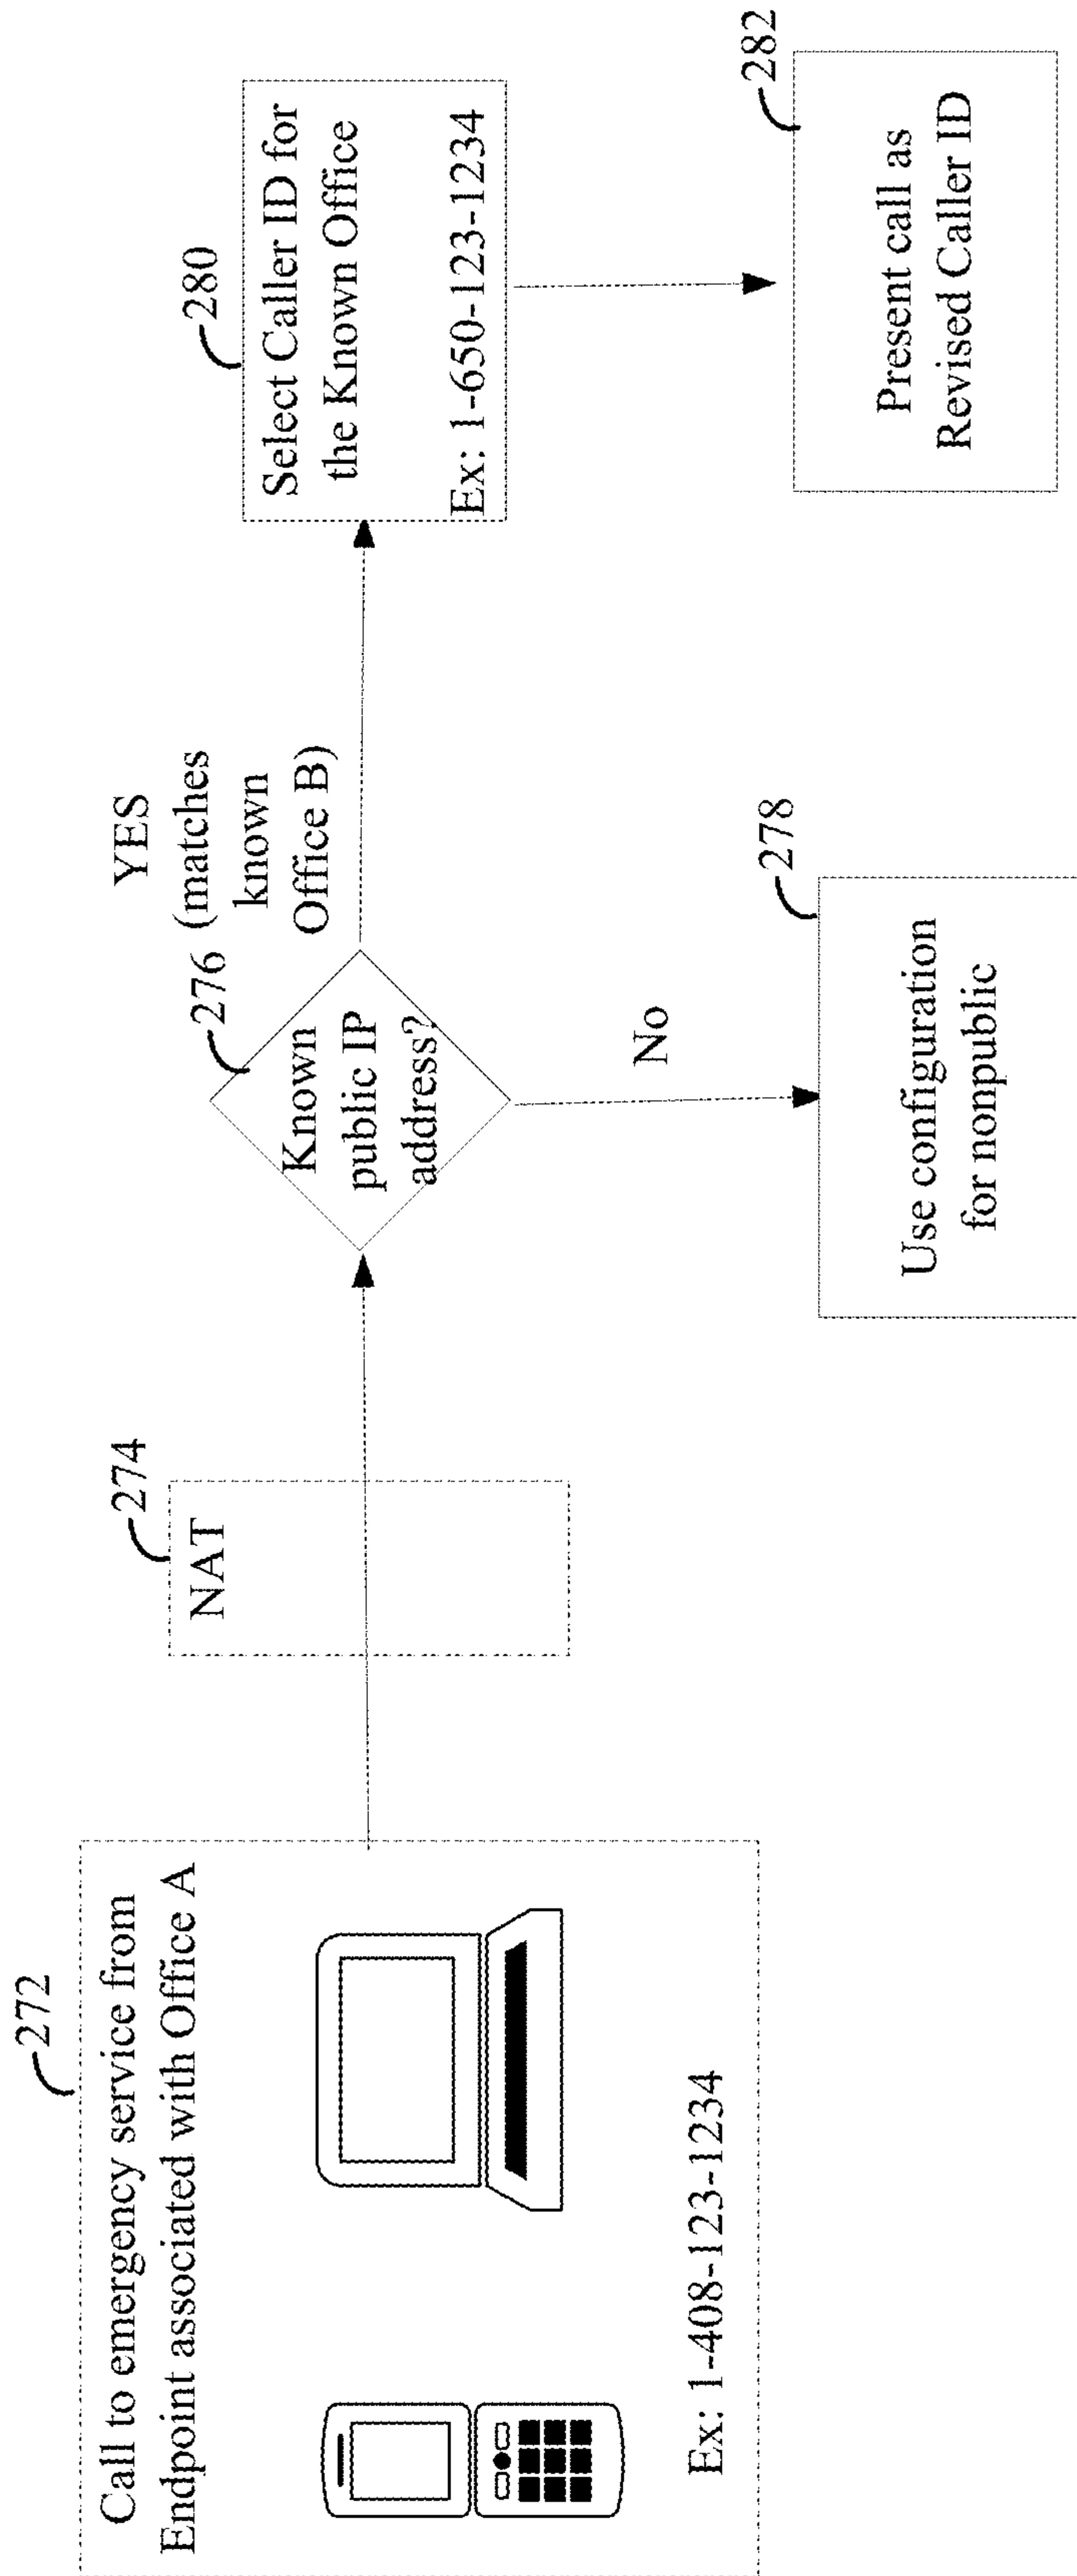 272
Call to emergency service from
Endpoint associated with Office A
Ex: 1-408-123-1234
274
NAT
276
Known
public IP
address?
YES
(matches
known
Office B)
No
278
Use configuration
for nonpublic
280
Select Caller ID for
the Known Office
Ex: 1-650-123-1234
282
Present call as
Revised Caller ID